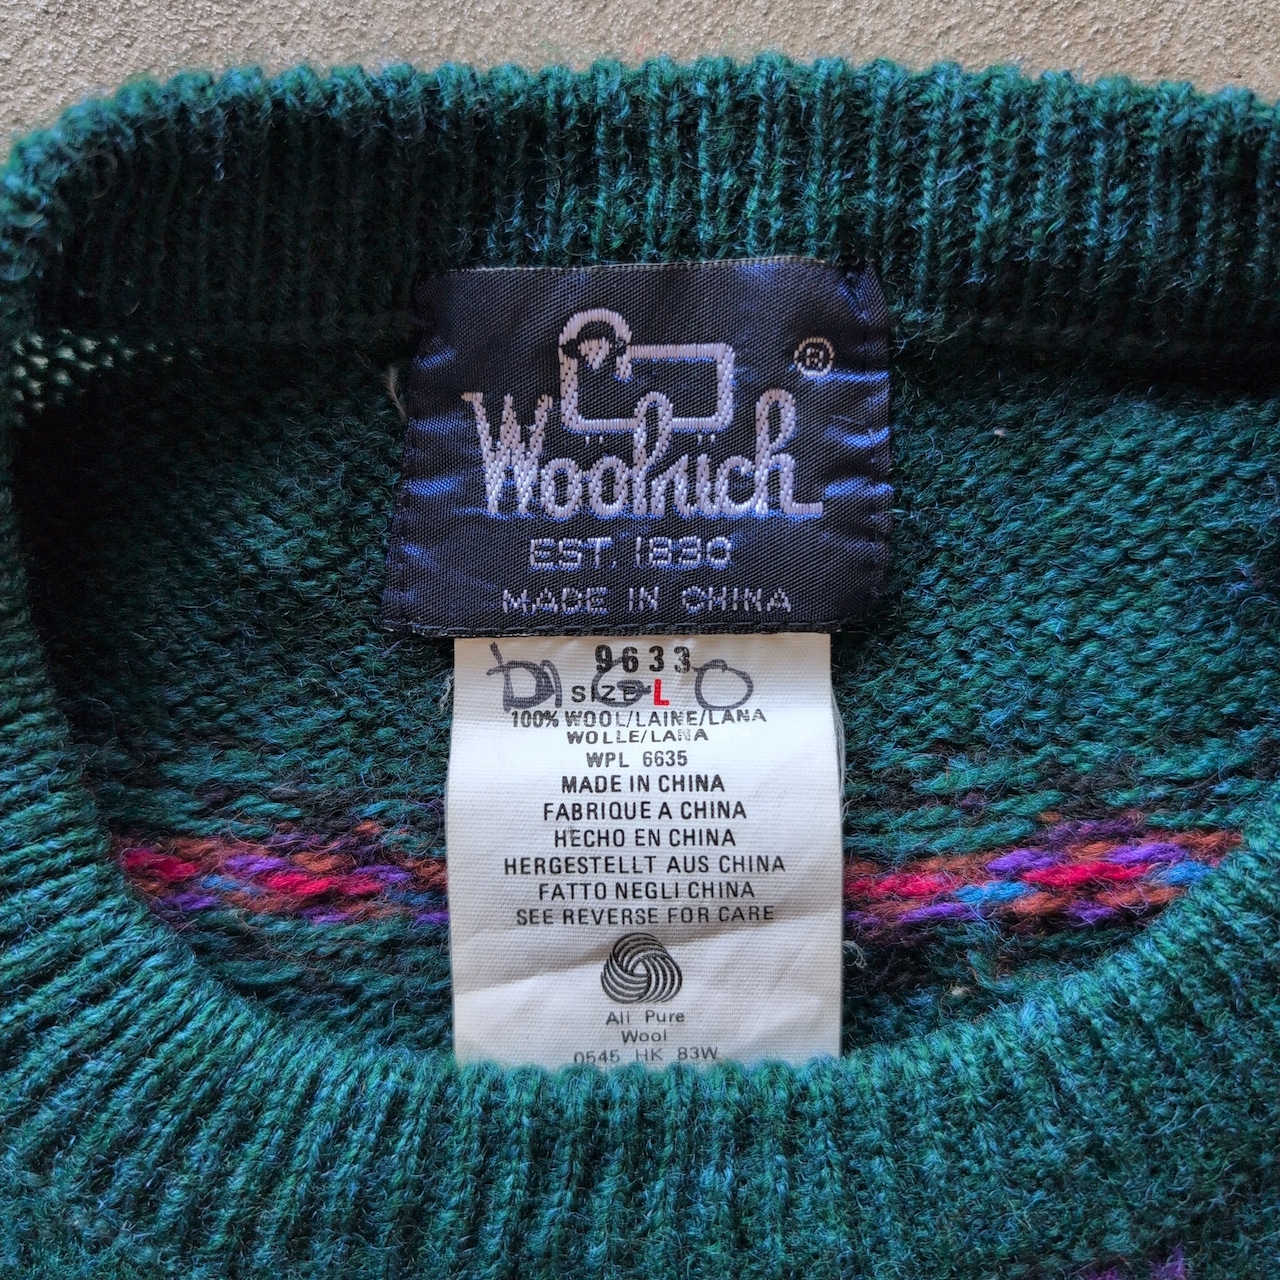 Woolrich ®
EST. 1830
MADE IN CHINA
9633
SIZE L
100% WOOL/LAINE/LANA
WOLLE/LANA
WPL 6635
MADE IN CHINA
FABRIQUE A CHINA
HECHO EN CHINA
HERGESTELLT AUS CHINA
FATTO NEGLI CHINA
SEE REVERSE FOR CARE
All Pure
Wool
0545 HK 83W